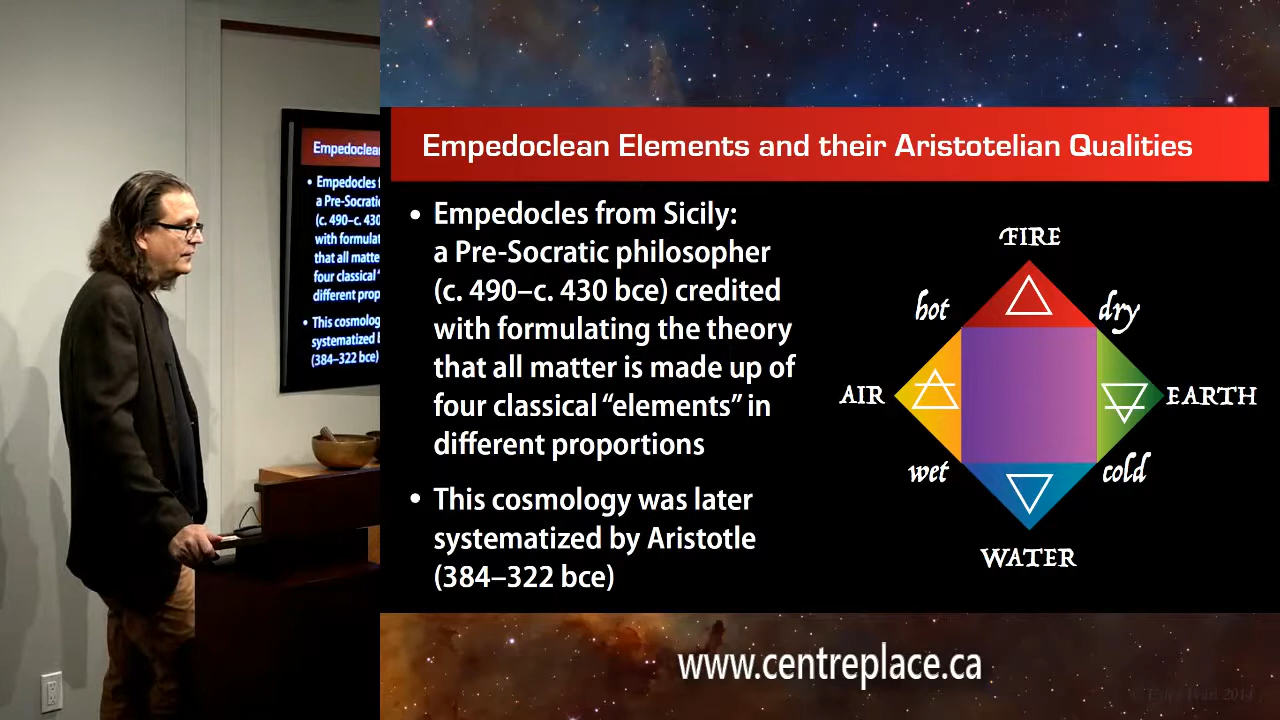 Empedoclean Elements and their Aristotelian Qualities
• Empedocles from Sicily:
a Pre-Socratic philosopher
(c. 490–c. 430 bce) credited
with formulating the theory
that all matter is made up of
four classical “elements” in
different proportions
• This cosmology was later
systematized by Aristotle
(384–322 bce)
FIRE
hot
dry
AIR
EARTH
wet
cold
WATER
www.centreplace.ca
Empedoclean
• Empedocles f
a Pre-Socratic
(c. 490–c. 430
with formulat
that all matte
four classical “
different prop
• This cosmolog
systematized b
(384–322 bce)